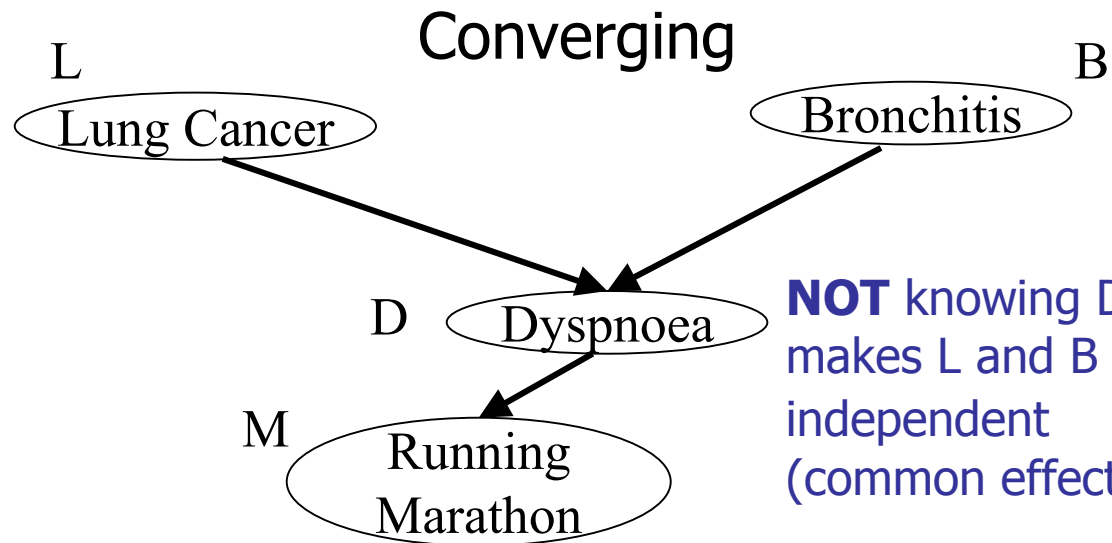 Converging
L
B
Lung Cancer
Bronchitis
D
Dyspnoea
NOT knowing D
makes L and B
independent
(common effect
M
Running
Marathon